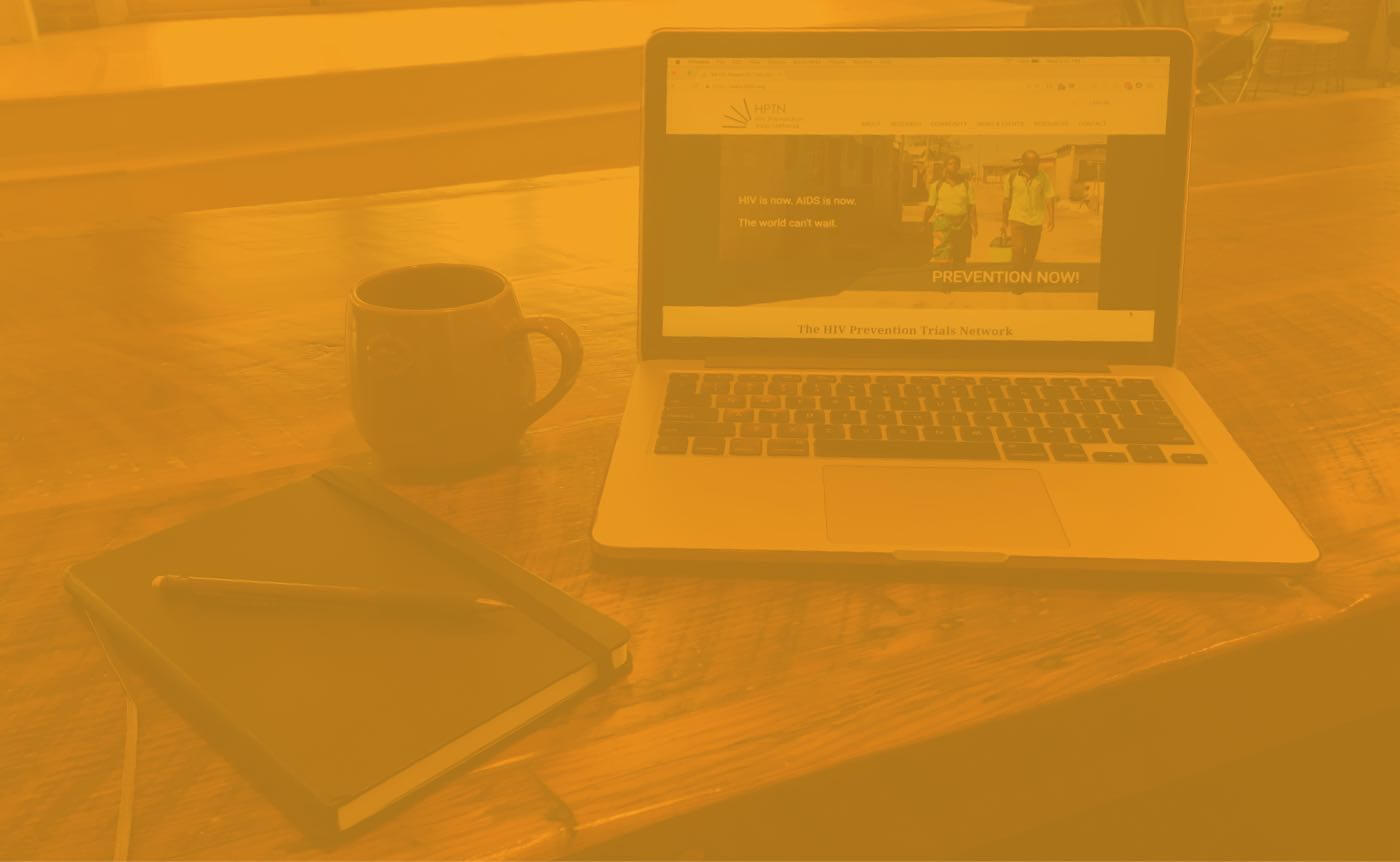 HPTN
HIV Prevention
Trials Network
ABOUT RESEARCH COMMUNITY NEWS & EVENTS RESOURCES CONTACT
HIV is now. AIDS is now.
The world can't wait.
PREVENTION NOW!
The HIV Prevention Trials Network